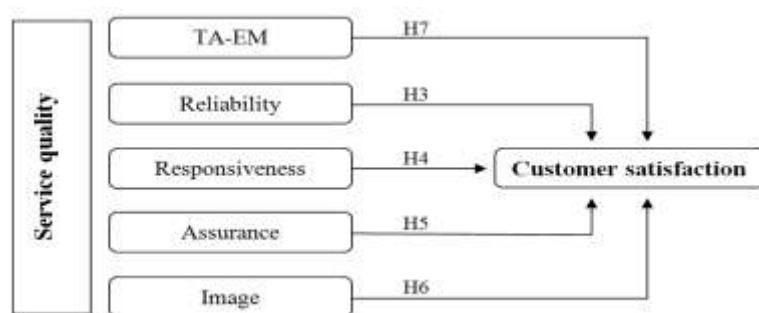 Service quality
TA-EM
H7
Reliability
H3
Responsiveness
H4
Customer satisfaction
Assurance
H5
Image
H6